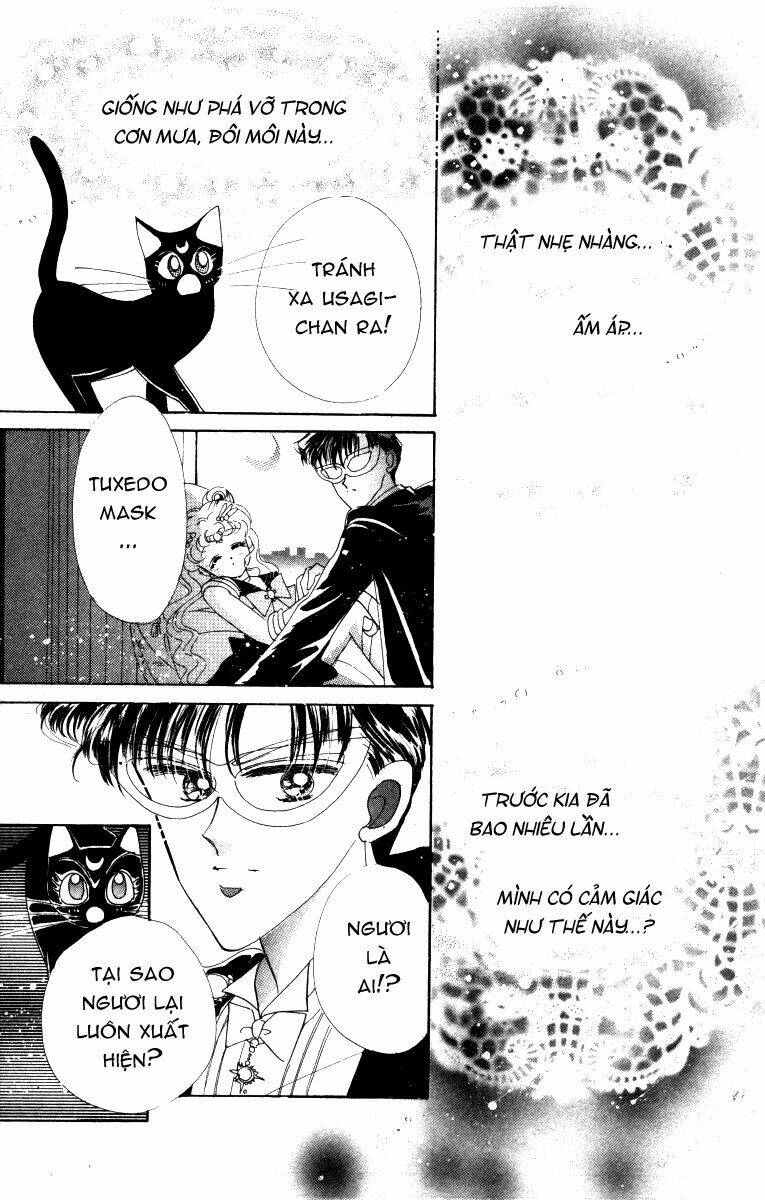 GIỐNG NHƯ PHÁ VỠ TRONG
CƠN MƯA, ĐÔI MÔI NÀY...
TRÁNH
XA USAGI-
CHAN RA!
THẬT NHẸ NHÀNG...
ẤM ÁP...
TUXEDO
MASK
...
TRƯỚC KIA ĐÃ
BAO NHIÊU LẦN...
MÌNH CÓ CẢM GIÁC
NHƯ THẾ NÀY...?
NGƯƠI
LÀ
AI!?
TẠI SAO
NGƯƠI LẠI
LUÔN XUẤT
HIỆN?